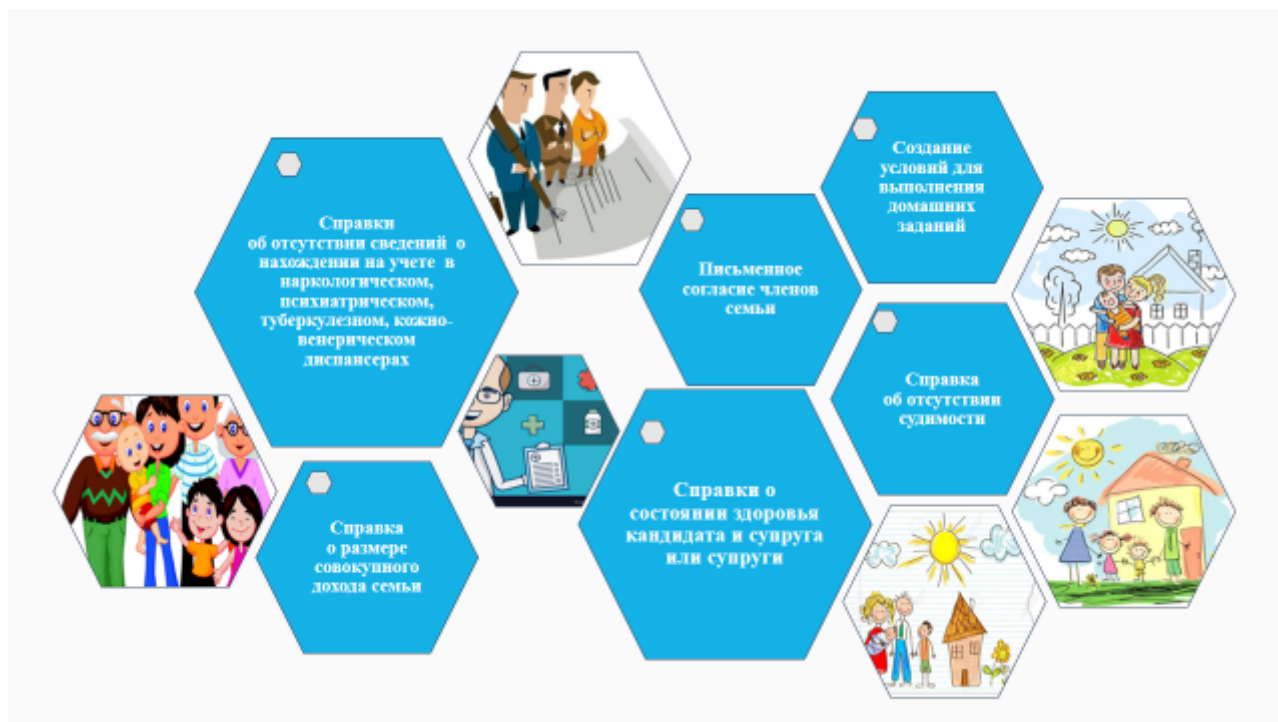 Справки
об отсутствии сведений о
нахождении на учете в
наркологическом,
психиатрическом,
туберкулезном, кожно-
венерическом
диспансерах
Справка
о размере
совокупного
дохода семьи
Письменное
согласие членов
семьи
Справки о
состоянии здоровья
кандидата и супруга
или супруги
Создание
условий для
выполнения
домашних
заданий
Справка
об отсутствии
судимости